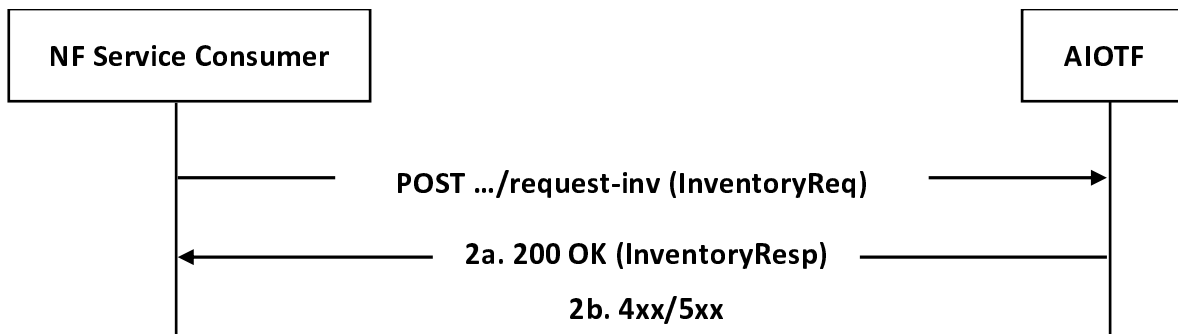 NF Service Consumer
AIOTF
POST …/request-inv (InventoryReq)
2a. 200 OK (InventoryResp)
2b. 4xx/5xx